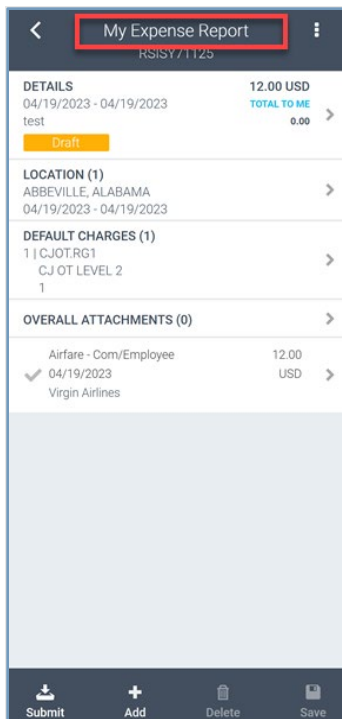 My Expense Report
RSISY71125
DETAILS 12.00 USD
04/19/2023 - 04/19/2023 TOTAL TO ME
test 0.00
Draft
LOCATION (1)
ABBEVILLE, ALABAMA
04/19/2023 - 04/19/2023
DEFAULT CHARGES (1)
1 | CJOT.RG1
CJ OT LEVEL 2
1
OVERALL ATTACHMENTS (0)
Airfare - Com/Employee 12.00
04/19/2023 USD
Virgin Airlines
Submit Add Delete Save